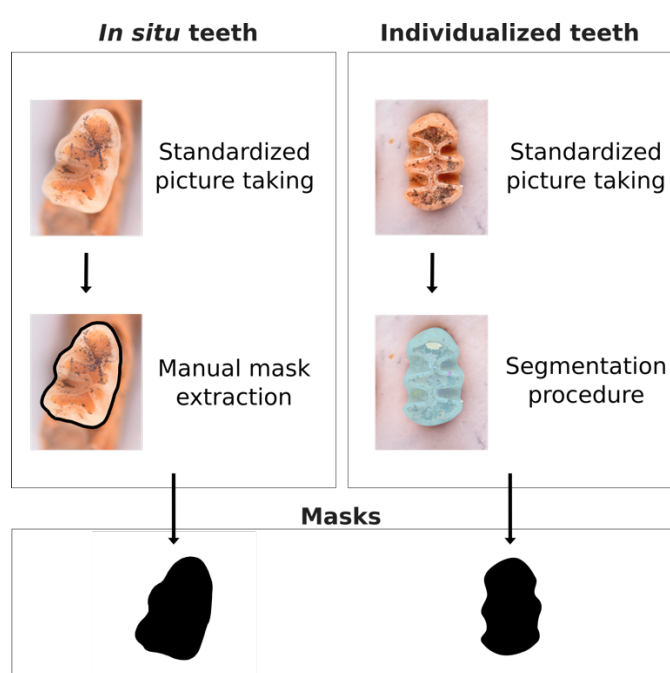 In situ teeth
Individualized teeth
Standardized
picture taking
Standardized
picture taking
Manual mask
extraction
Segmentation
procedure
Masks